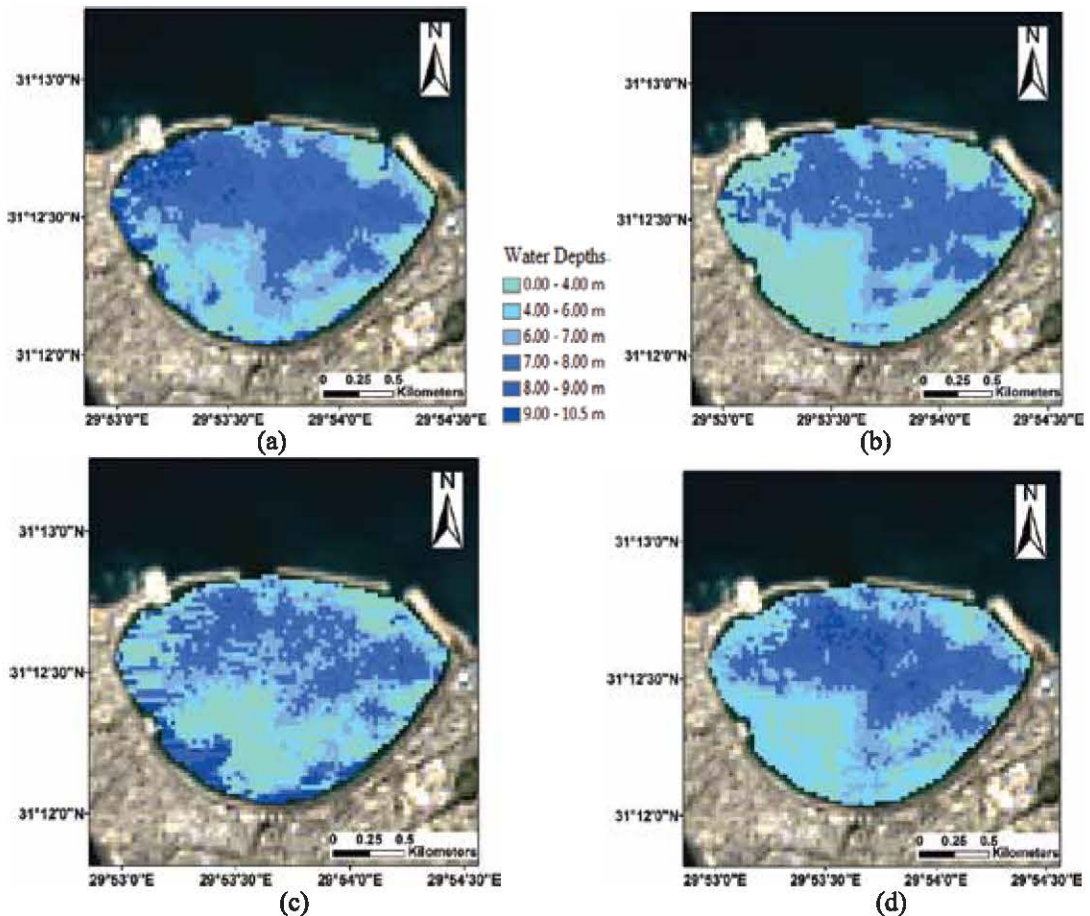 N
31°13'0"N
31°12'30"N
31°12'0"N
0 0.25 0.5
Kilometers
29°53'0"E 29°53'30"E 29°54'0"E 29°54'30"E
(a)
Water Depths
0.00 - 4.00 m
4.00 - 6.00 m
6.00 - 7.00 m
7.00 - 8.00 m
8.00 - 9.00 m
9.00 - 10.5 m
N
31°13'0"N
31°12'30"N
31°12'0"N
0 0.25 0.5
Kilometers
29°53'0"E 29°53'30"E 29°54'0"E 29°54'30"E
(b)
N
31°13'0"N
31°12'30"N
31°12'0"N
0 0.25 0.5
Kilometers
29°53'0"E 29°53'30"E 29°54'0"E 29°54'30"E
(c)
N
31°13'0"N
31°12'30"N
31°12'0"N
0 0.25 0.5
Kilometers
29°53'0"E 29°53'30"E 29°54'0"E 29°54'30"E
(d)